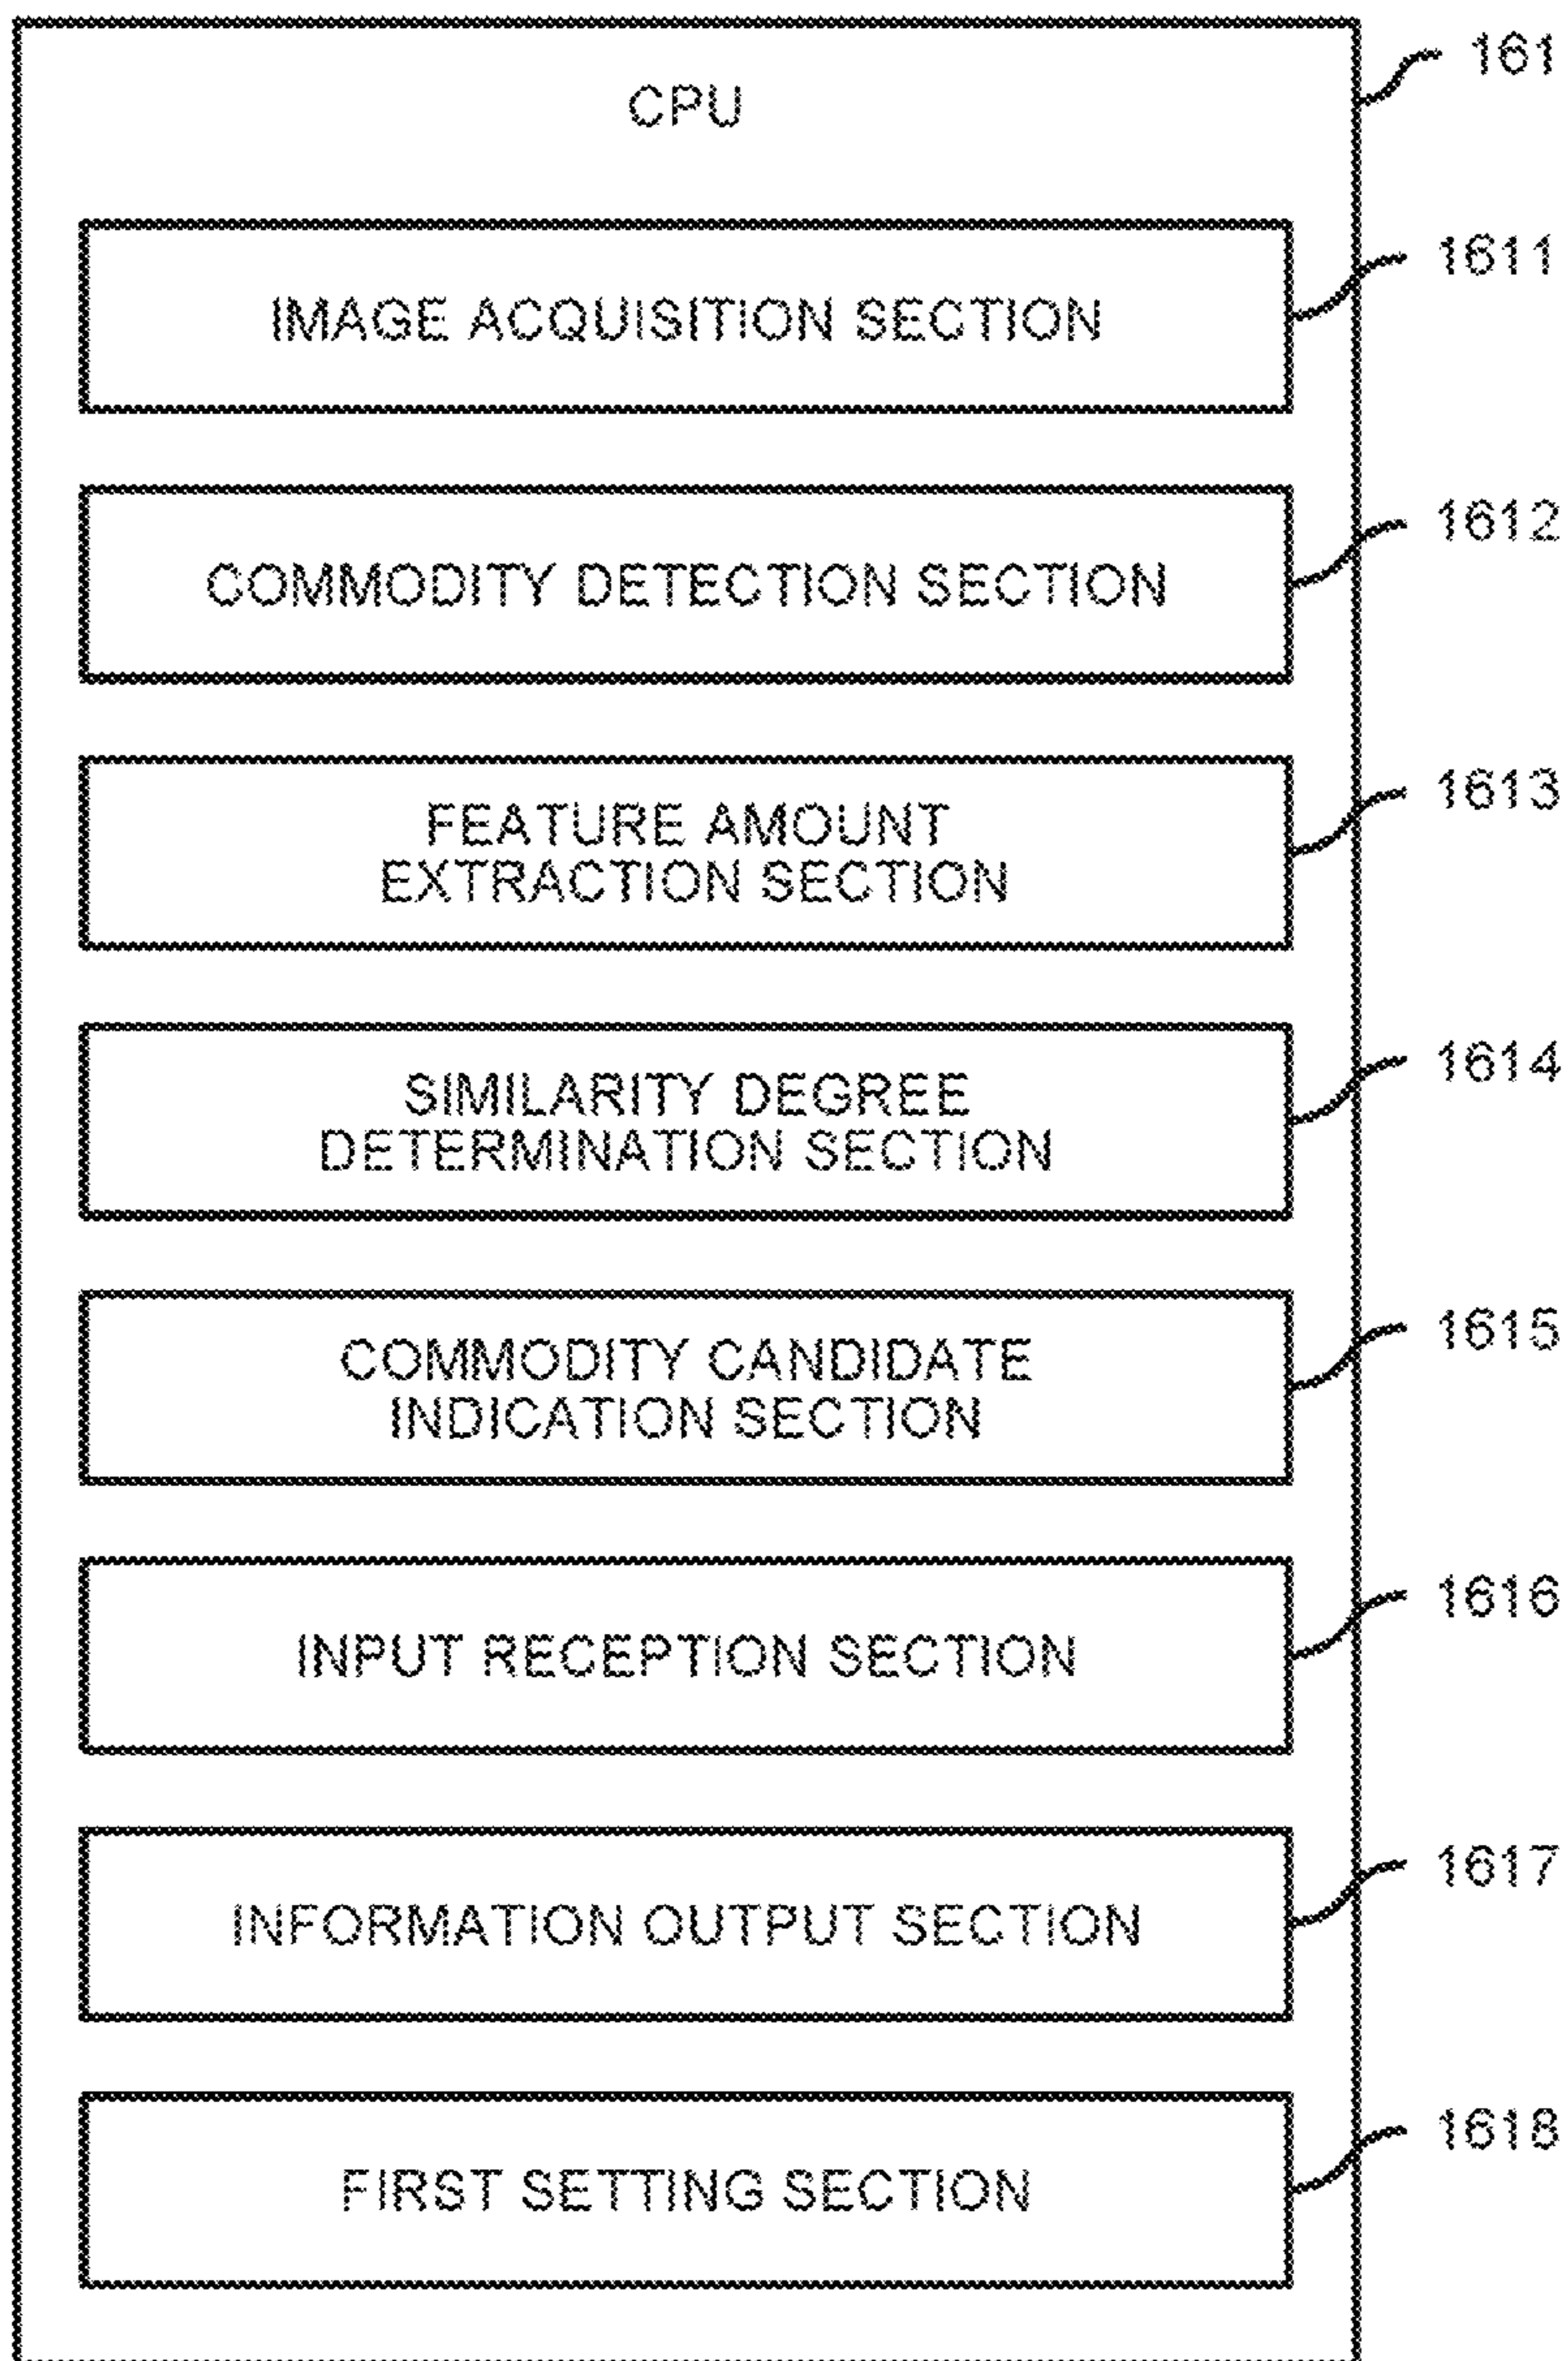 161
CPU
1611
IMAGE ACQUISITION SECTION
1612
COMMODITY DETECTION SECTION
1613
FEATURE AMOUNT
EXTRACTION SECTION
1614
SIMILARITY DEGREE
DETERMINATION SECTION
1615
COMMODITY CANDIDATE
INDICATION SECTION
1616
INPUT RECEPTION SECTION
1617
INFORMATION OUTPUT SECTION
1618
FIRST SETTING SECTION